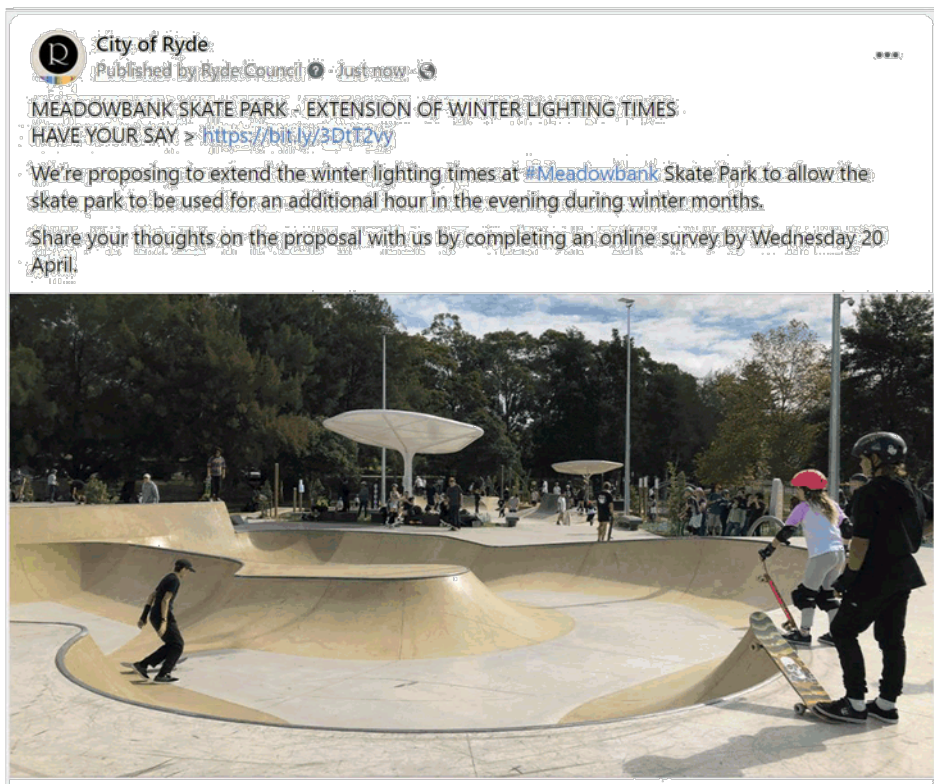 R
City of Ryde
Published by Ryde Council ? · Just now ·
MEADOWBANK SKATE PARK - EXTENSION OF WINTER LIGHTING TIMES
HAVE YOUR SAY > https://bit.ly/3DtT2vy
We're proposing to extend the winter lighting times at #Meadowbank Skate Park to allow the
skate park to be used for an additional hour in the evening during winter months.
Share your thoughts on the proposal with us by completing an online survey by Wednesday 20
April.